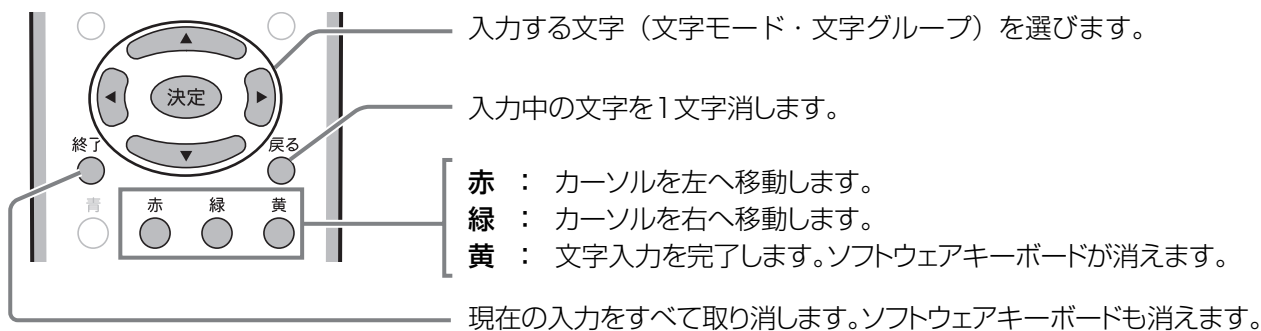 入力する文字（文字モード・文字グループ）を選びます。
決定
入力中の文字を1文字消します。
終了
戻る
青
赤
緑
黄
赤 ： カーソルを左へ移動します。
緑 ： カーソルを右へ移動します。
黄 ： 文字入力を完了します。ソフトウェアキーボードが消えます。
現在の入力をすべて取り消します。ソフトウェアキーボードも消えます。